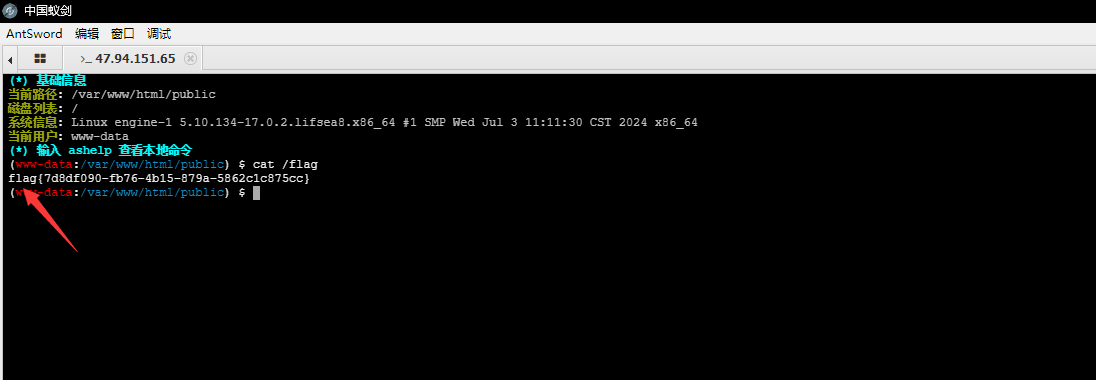 中国蚁剑
AntSword 编辑 窗口 调试
>_ 47.94.151.65
(*) 基础信息
当前路径: /var/www/html/public
磁盘列表: /
系统信息: Linux engine-1 5.10.134-17.0.2.lifsea8.x86_64 #1 SMP Wed Jul 3 11:11:30 CST 2024 x86_64
当前用户: www-data
(*) 输入 ashelp 查看本地命令
(www-data:/var/www/html/public) $ cat /flag
flag{7d8df090-fb76-4b15-879a-5862c1c875cc}
(www-data:/var/www/html/public) $